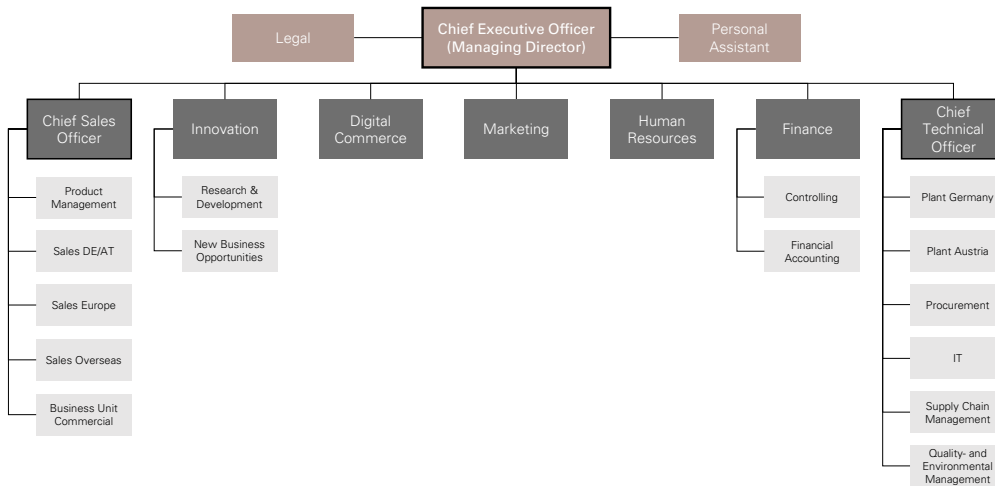 Legal
Chief Executive Officer
(Managing Director)
Personal
Assistant
Chief Sales
Officer
Innovation
Digital
Commerce
Marketing
Human
Resources
Finance
Chief
Technical
Officer
Product
Management
Sales DE/AT
Sales Europe
Sales Overseas
Business Unit
Commercial
Research &
Development
New Business
Opportunities
Controlling
Financial
Accounting
Plant Germany
Plant Austria
Procurement
IT
Supply Chain
Management
Quality- and
Environmental
Management